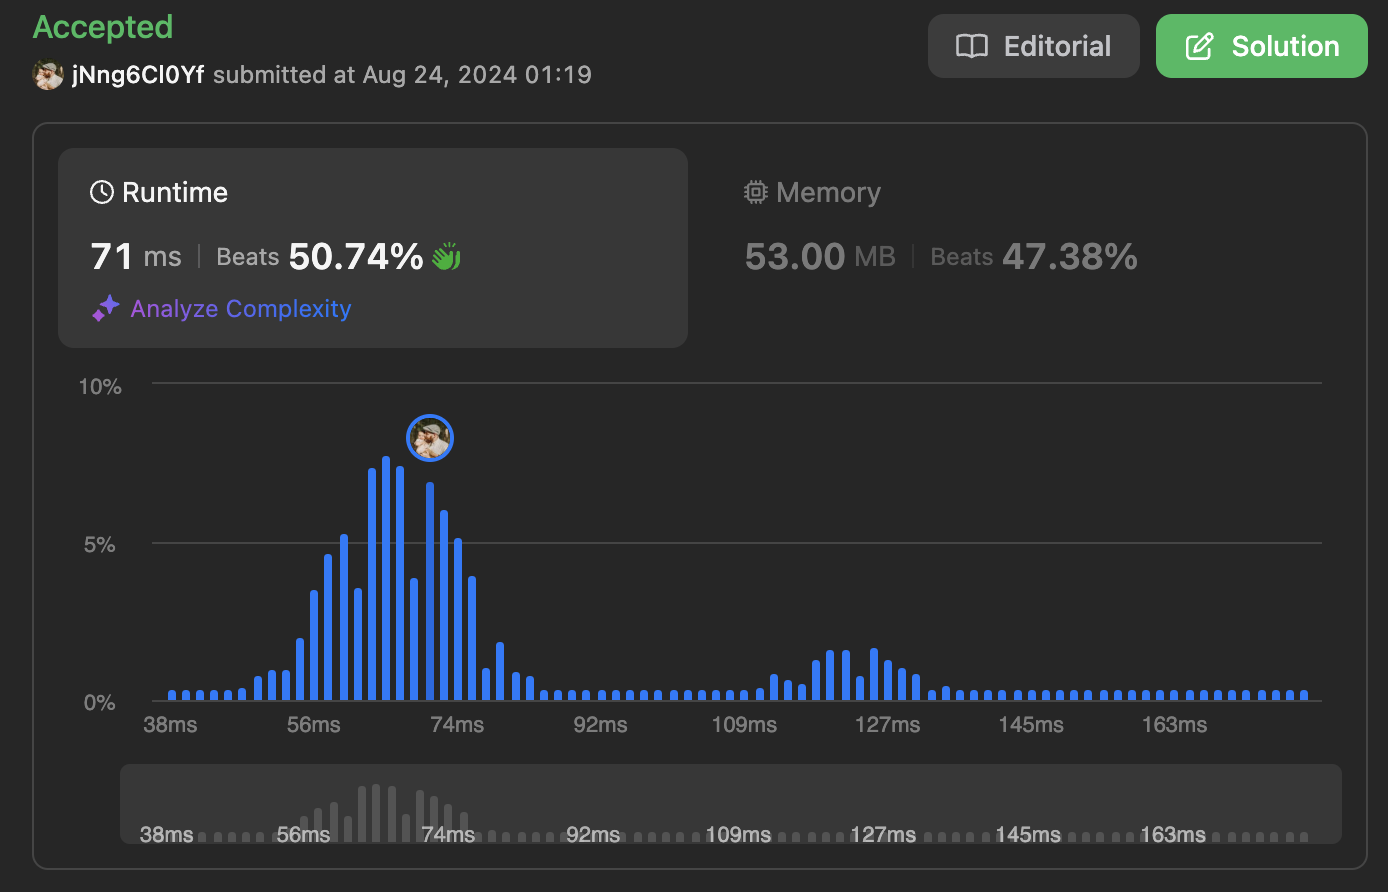 Accepted
Editorial
Solution
jNng6Cl0Yf submitted at Aug 24, 2024 01:19
Runtime
Memory
71 ms | Beats 50.74%
53.00 MB | Beats 47.38%
Analyze Complexity
10%
5%
0%
38ms 56ms 74ms 92ms 109ms 127ms 145ms 163ms
38ms 56ms 74ms 92ms 109ms 127ms 145ms 163ms